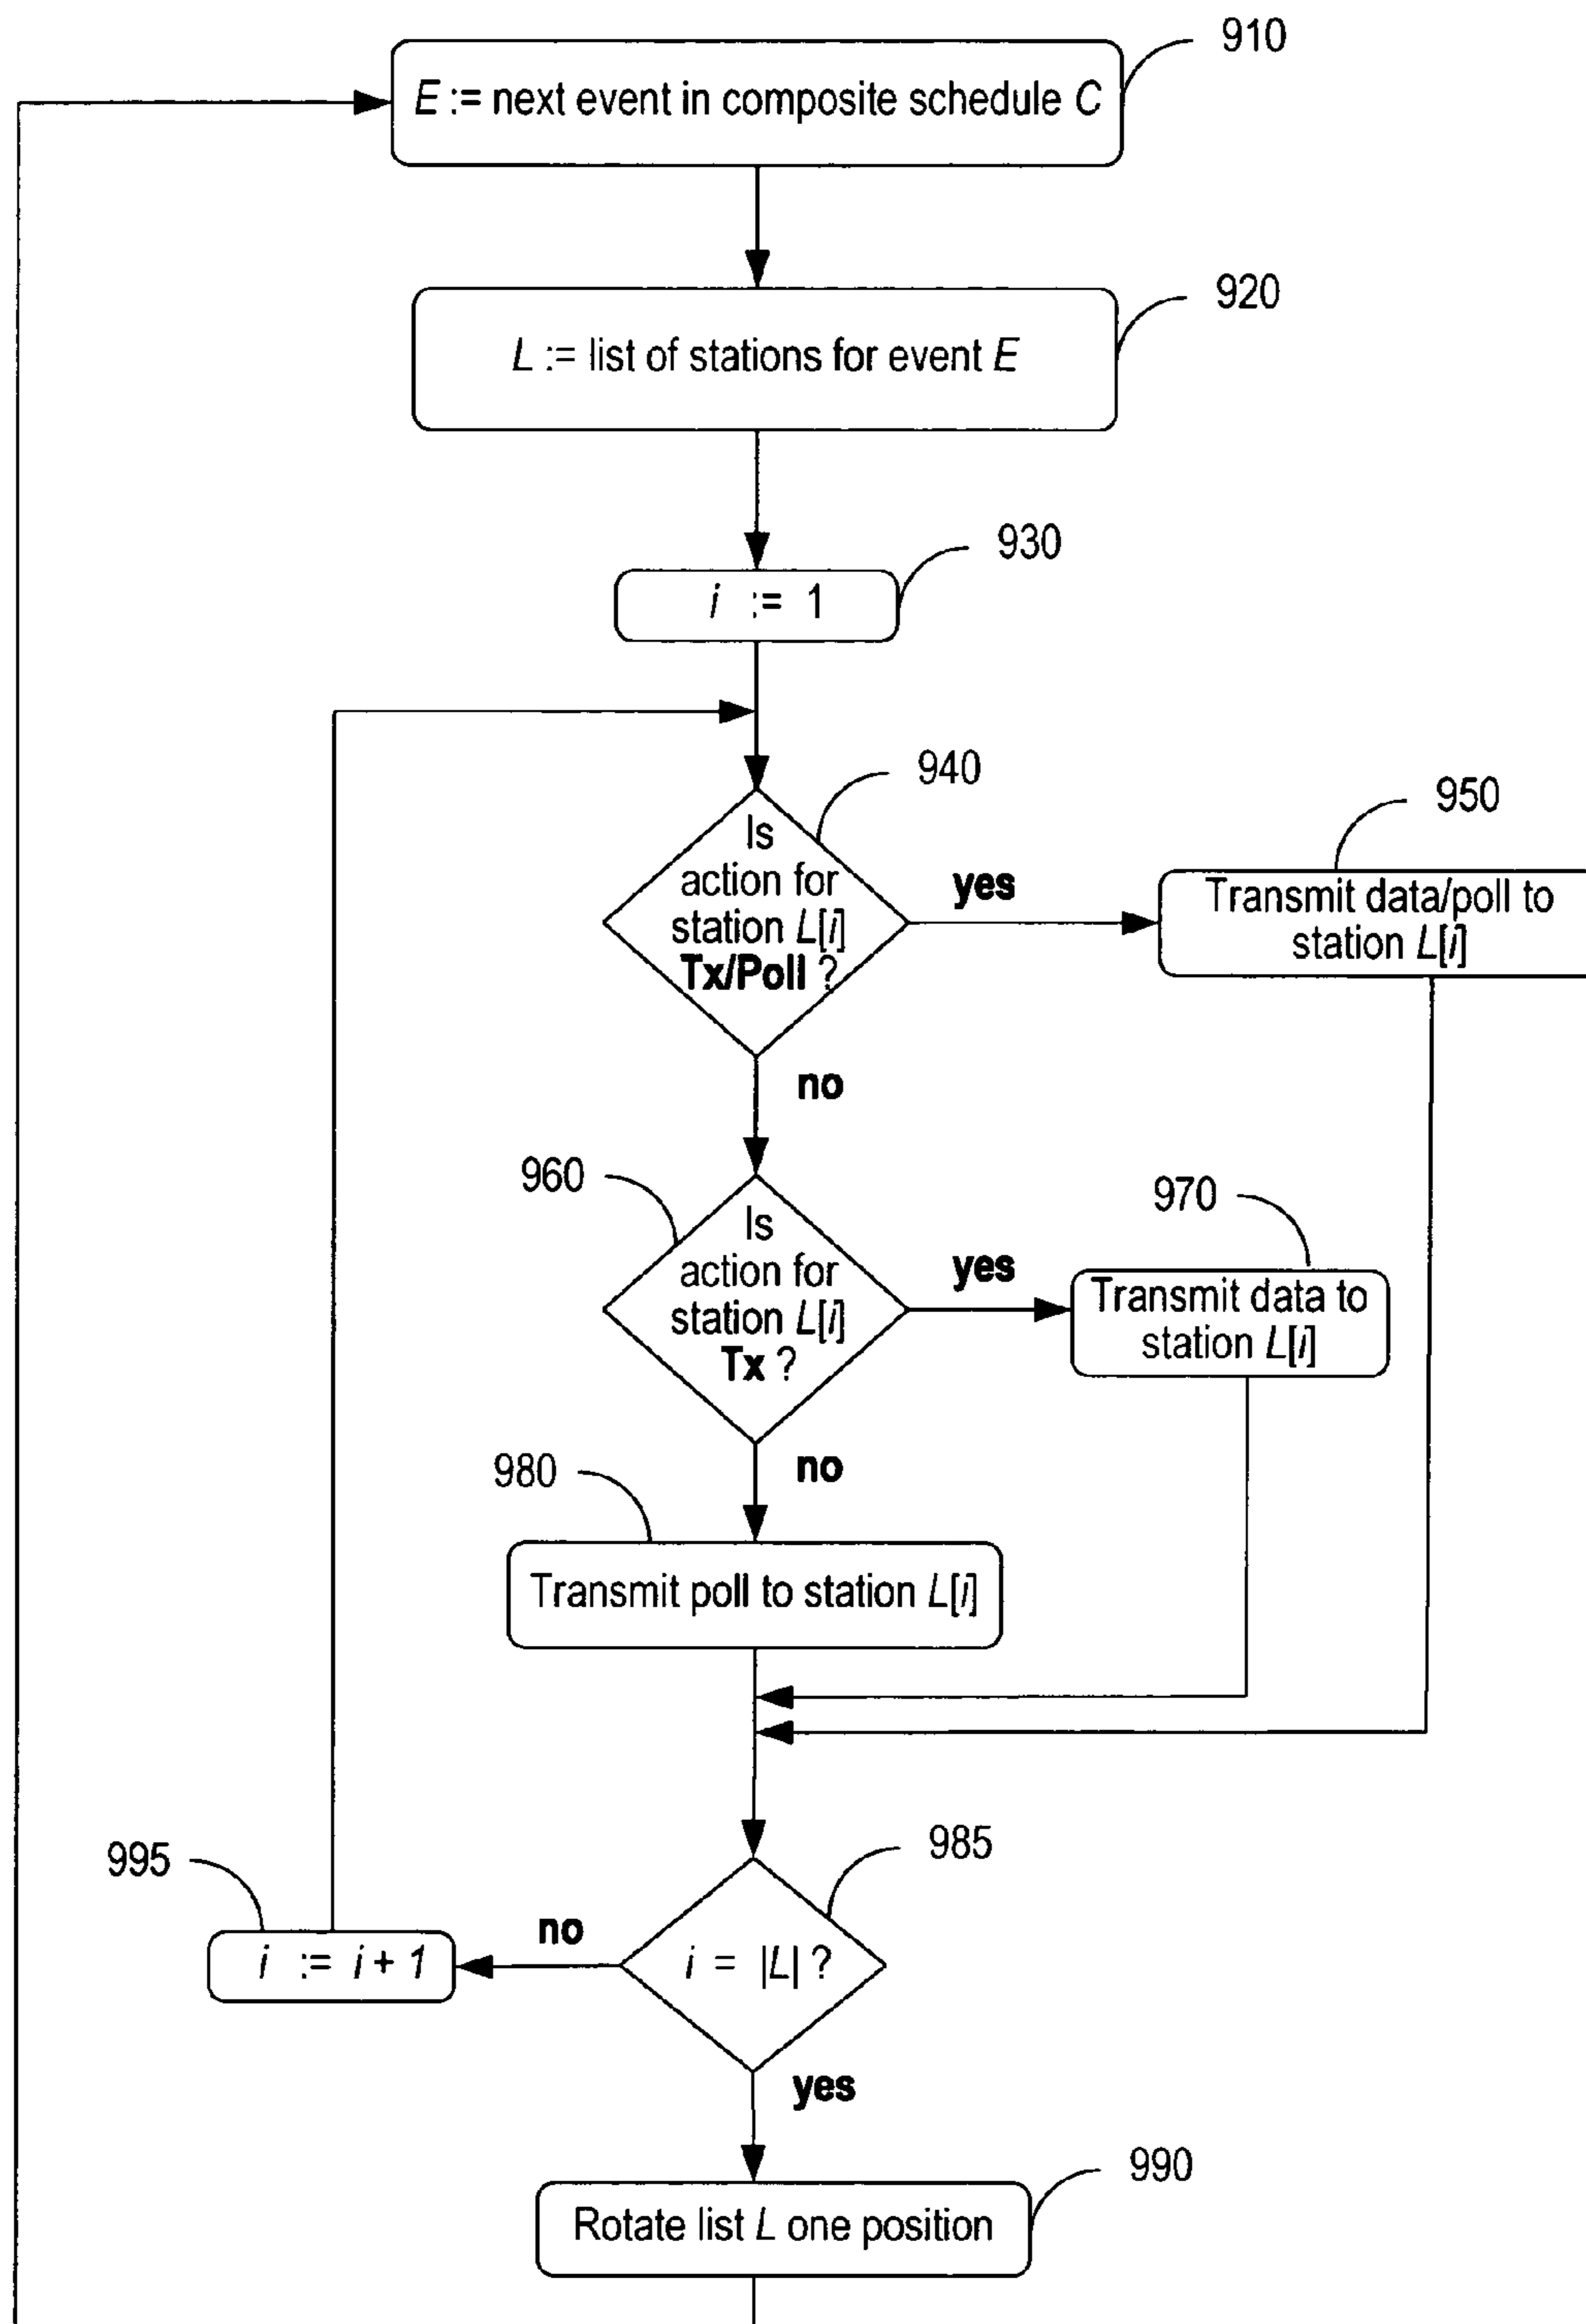 910
E := next event in composite schedule C
920
L := list of stations for event E
930
i := 1
940
Is
action for
station L[i]
Tx/Poll ?
yes
950
Transmit data/poll to
station L[i]
no
960
Is
action for
station L[i]
Tx ?
yes
970
Transmit data to
station L[i]
no
980
Transmit poll to station L[i]
985
i = |L| ?
no
995
i := i + 1
yes
990
Rotate list L one position